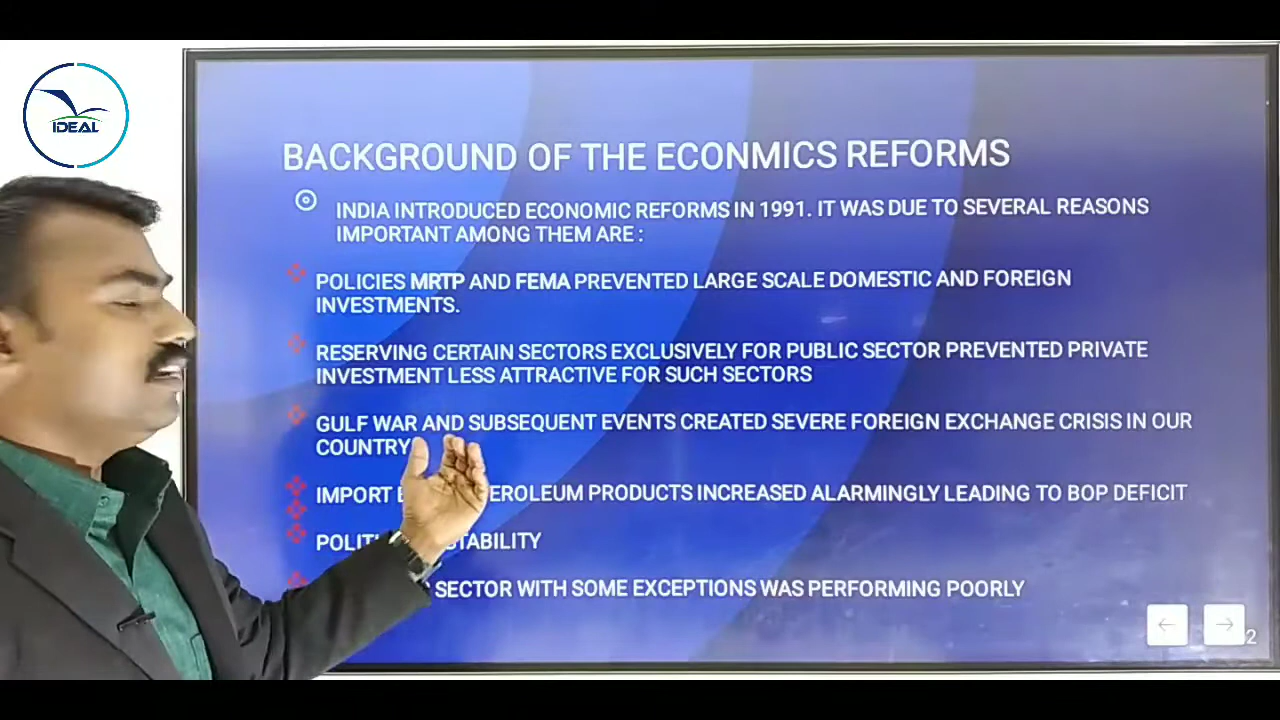 IDEAL
BACKGROUND OF THE ECONMICS REFORMS
INDIA INTRODUCED ECONOMIC REFORMS IN 1991. IT WAS DUE TO SEVERAL REASONS
IMPORTANT AMONG THEM ARE :
POLICIES MRTP AND FEMA PREVENTED LARGE SCALE DOMESTIC AND FOREIGN
INVESTMENTS.
RESERVING CERTAIN SECTORS EXCLUSIVELY FOR PUBLIC SECTOR PREVENTED PRIVATE
INVESTMENT LESS ATTRACTIVE FOR SUCH SECTORS
GULF WAR AND SUBSEQUENT EVENTS CREATED SEVERE FOREIGN EXCHANGE CRISIS IN OUR
COUNTRY
IMPORT PRODUCTS INCREASED ALARMINGLY LEADING TO BOP DEFICIT
SECTOR WITH SOME EXCEPTIONS WAS PERFORMING POORLY
2